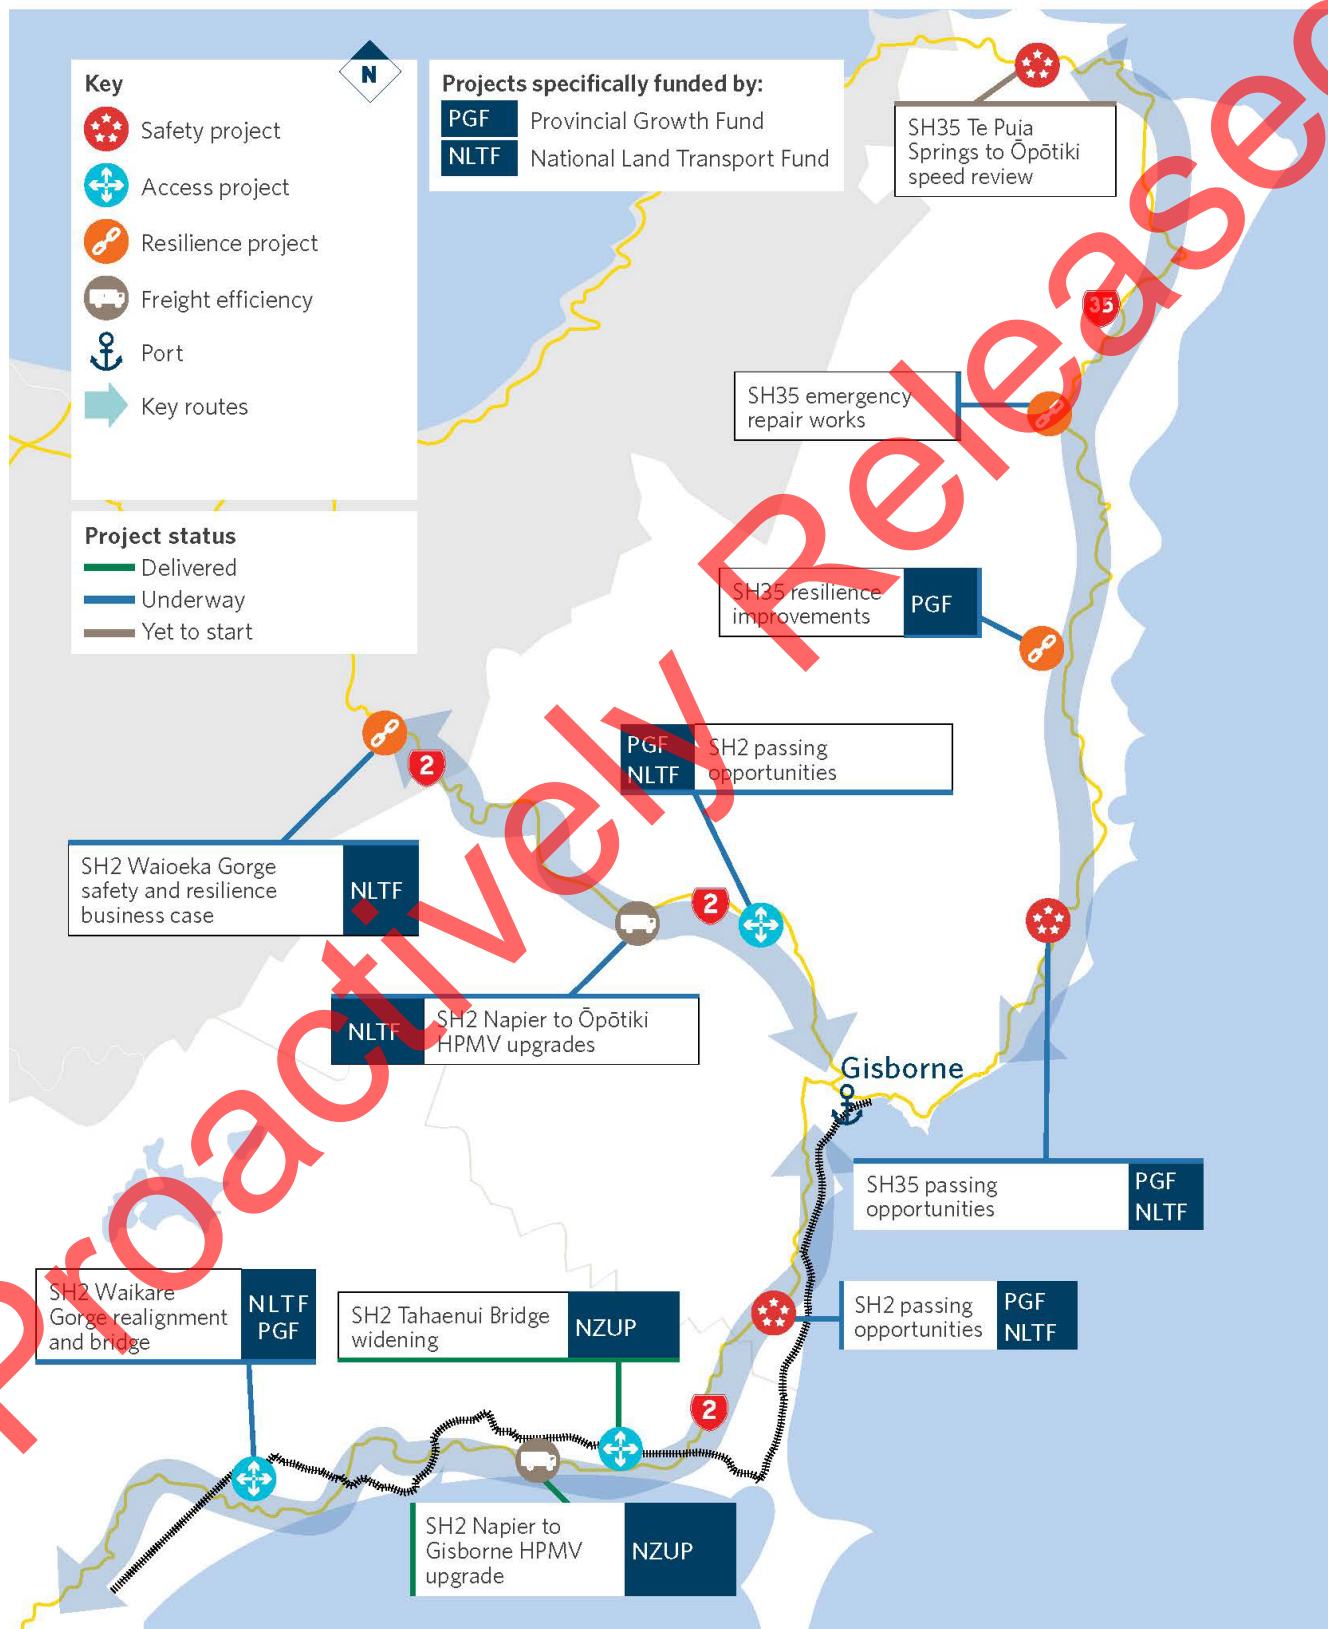 Key
N
Safety project
Access project
Resilience project
Freight efficiency
Port
Key routes
Projects specifically funded by:
PGF Provincial Growth Fund
NLTF National Land Transport Fund
Project status
Delivered
Underway
Yet to start
SH35 Te Puia
Springs to Ōpōtiki
speed review
35
SH35 emergency
repair works
SH35 resilience
improvements
PGF
2
PGF
NLTF
SH2 passing
opportunities
SH2 Waioeka Gorge
safety and resilience
business case
NLTF
2
NLTF
SH2 Napier to Ōpōtiki
HPMV upgrades
Gisborne
SH35 passing
opportunities
PGF
NLTF
SH2 Waikare
Gorge realignment
and bridge
NLTF
PGF
SH2 Tahaenui Bridge
widening
NZUP
SH2 passing
opportunities
PGF
NLTF
2
SH2 Napier to
Gisborne HPMV
upgrade
NZUP
Proactively Released